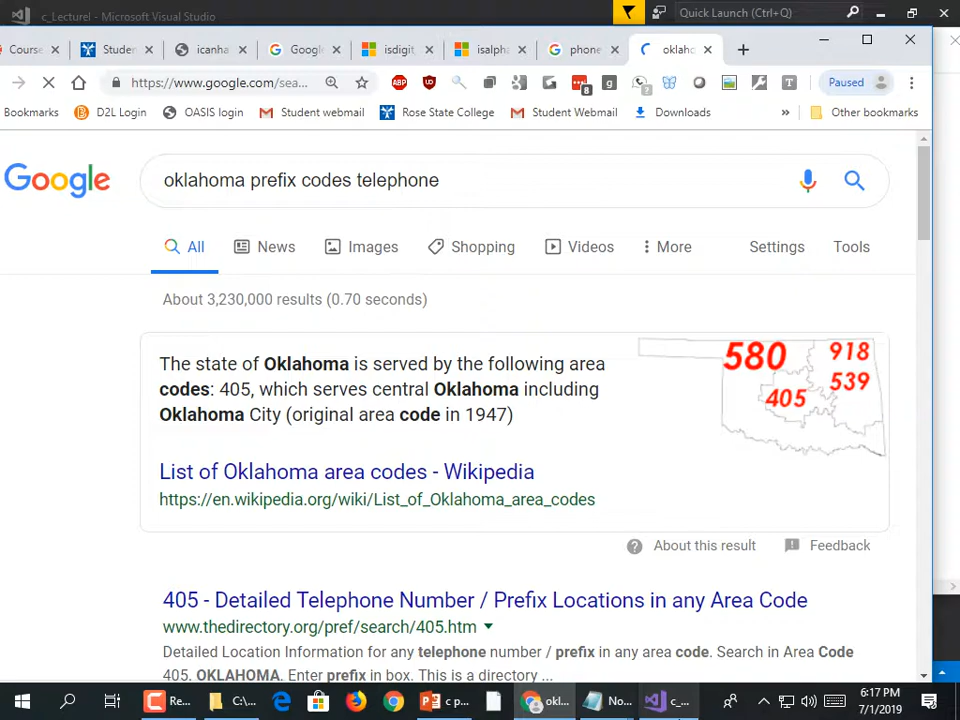 c_Lecturel - Microsoft Visual Studio
Quick Launch (Ctrl+Q)
Course
Studen
icanha
Google
isdigit,
isalpha
phone
oklaho
https://www.google.com/sea...
ABP
8
g
T
Paused
Bookmarks
D2L Login
OASIS login
Student webmail
Rose State College
Student Webmail
Downloads
»
Other bookmarks
Google
oklahoma prefix codes telephone
All
News
Images
Shopping
Videos
More
Settings
Tools
About 3,230,000 results (0.70 seconds)
The state of Oklahoma is served by the following area
codes: 405, which serves central Oklahoma including
Oklahoma City (original area code in 1947)
580
918
539
405
List of Oklahoma area codes - Wikipedia
https://en.wikipedia.org/wiki/List_of_Oklahoma_area_codes
About this result
Feedback
405 - Detailed Telephone Number / Prefix Locations in any Area Code
www.thedirectory.org/pref/search/405.htm
Detailed Location Information for any telephone number / prefix in any area code. Search in Area Code
405. OKLAHOMA. Enter prefix in box. This is a directory ...
Re...
C:\...
c p...
okl...
No...
c_...
6:17 PM
7/1/2019